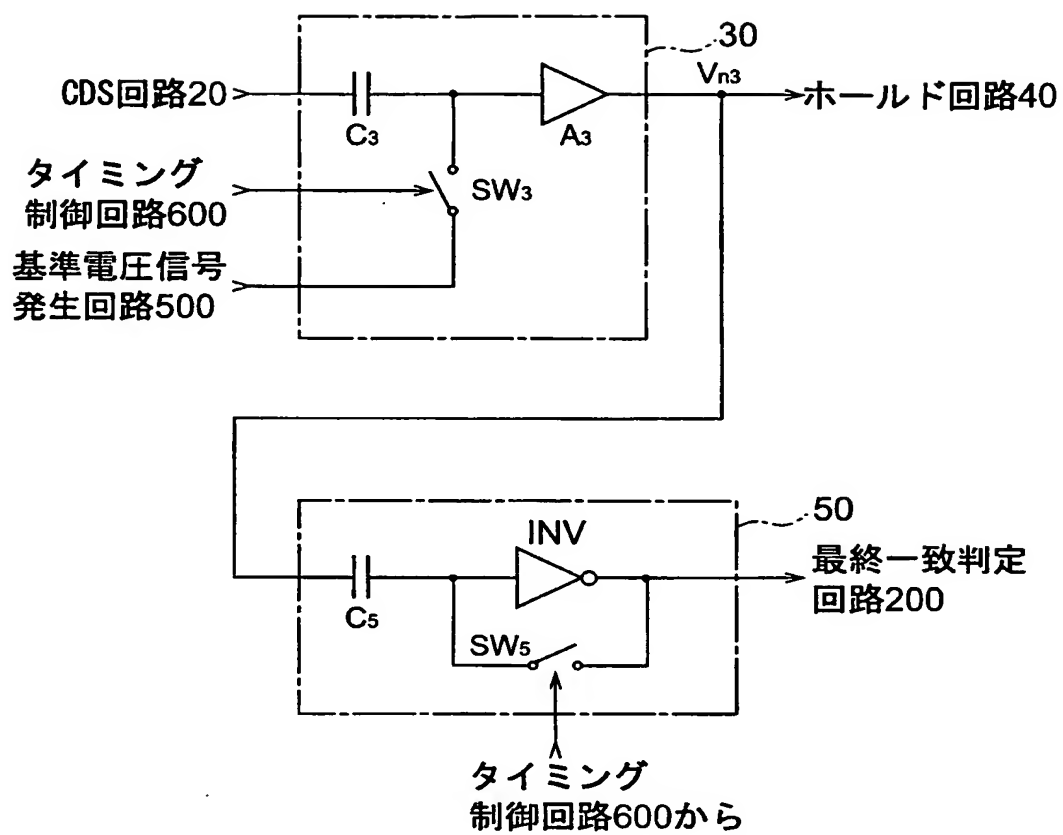 30
CDS回路20
C3
A3
Vn3
ホールド回路40
タイミング
制御回路600
SW3
基準電圧信号
発生回路500
50
INV
C5
SW5
最終一致判定
回路200
タイミング
制御回路600から